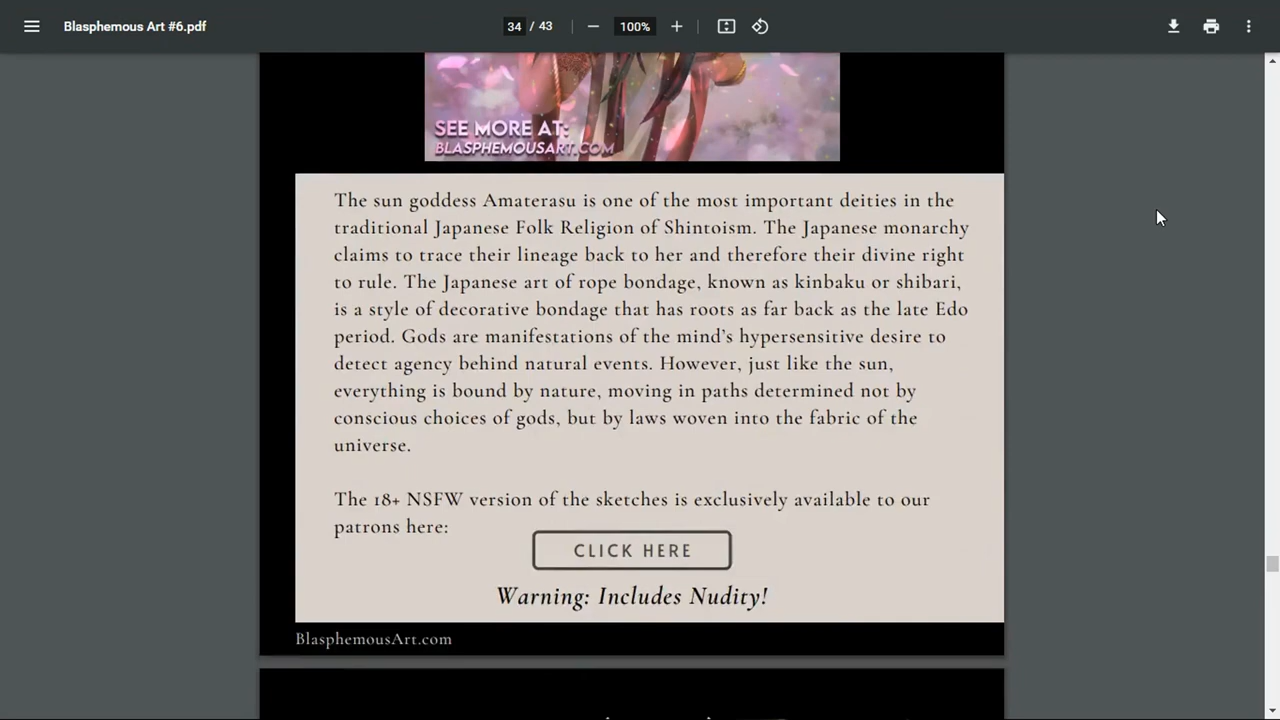 Blasphemous Art #6.pdf
34 / 43
100%
SEE MORE AT:
BLASPHEMOUSART.COM
The sun goddess Amaterasu is one of the most important deities in the
traditional Japanese Folk Religion of Shintoism. The Japanese monarchy
claims to trace their lineage back to her and therefore their divine right
to rule. The Japanese art of rope bondage, known as kinbaku or shibari,
is a style of decorative bondage that has roots as far back as the late Edo
period. Gods are manifestations of the mind’s hypersensitive desire to
detect agency behind natural events. However, just like the sun,
everything is bound by nature, moving in paths determined not by
conscious choices of gods, but by laws woven into the fabric of the
universe.
The 18+ NSFW version of the sketches is exclusively available to our
patrons here:
CLICK HERE
Warning: Includes Nudity!
BlasphemousArt.com